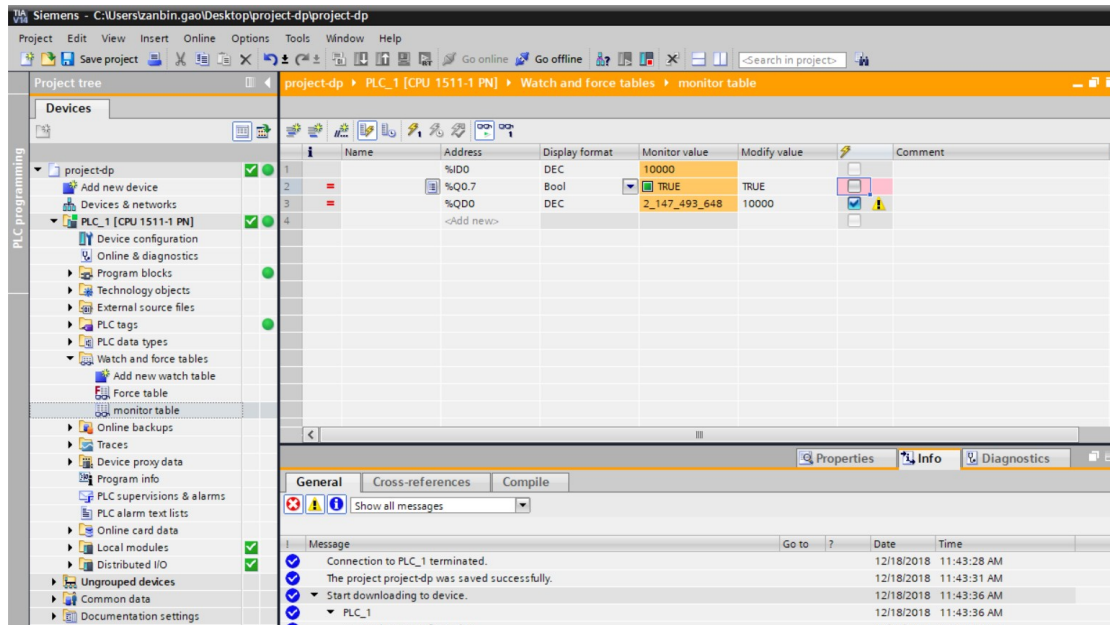 TIA V14 Siemens - C:\Users\zanbin.gao\Desktop\project-dp\project-dp
Project Edit View Insert Online Options Tools Window Help
Save project Go online Go offline <Search in project>
Project tree project-dp PLC_1 [CPU 1511-1 PN] Watch and force tables monitor table
Devices
PLC programming
i Name Address Display format Monitor value Modify value Comment
project-dp 1 %ID0 DEC 10000
Add new device 2 %Q0.7 Bool TRUE TRUE
Devices & networks 3 %QD0 DEC 2_147_493_648 10000
PLC_1 [CPU 1511-1 PN] 4 <Add new>
Device configuration
Online & diagnostics
Program blocks
Technology objects
External source files
PLC tags
PLC data types
Watch and force tables
Add new watch table
Force table
monitor table
Online backups
Traces
Device proxy data Properties Info Diagnostics
Program info General Cross-references Compile
PLC supervisions & alarms Show all messages
PLC alarm text lists
Online card data
Local modules ! Message Go to ? Date Time
Distributed I/O Connection to PLC_1 terminated. 12/18/2018 11:43:28 AM
Ungrouped devices The project project-dp was saved successfully. 12/18/2018 11:43:31 AM
Common data Start downloading to device. 12/18/2018 11:43:36 AM
Documentation settings PLC_1 12/18/2018 11:43:36 AM